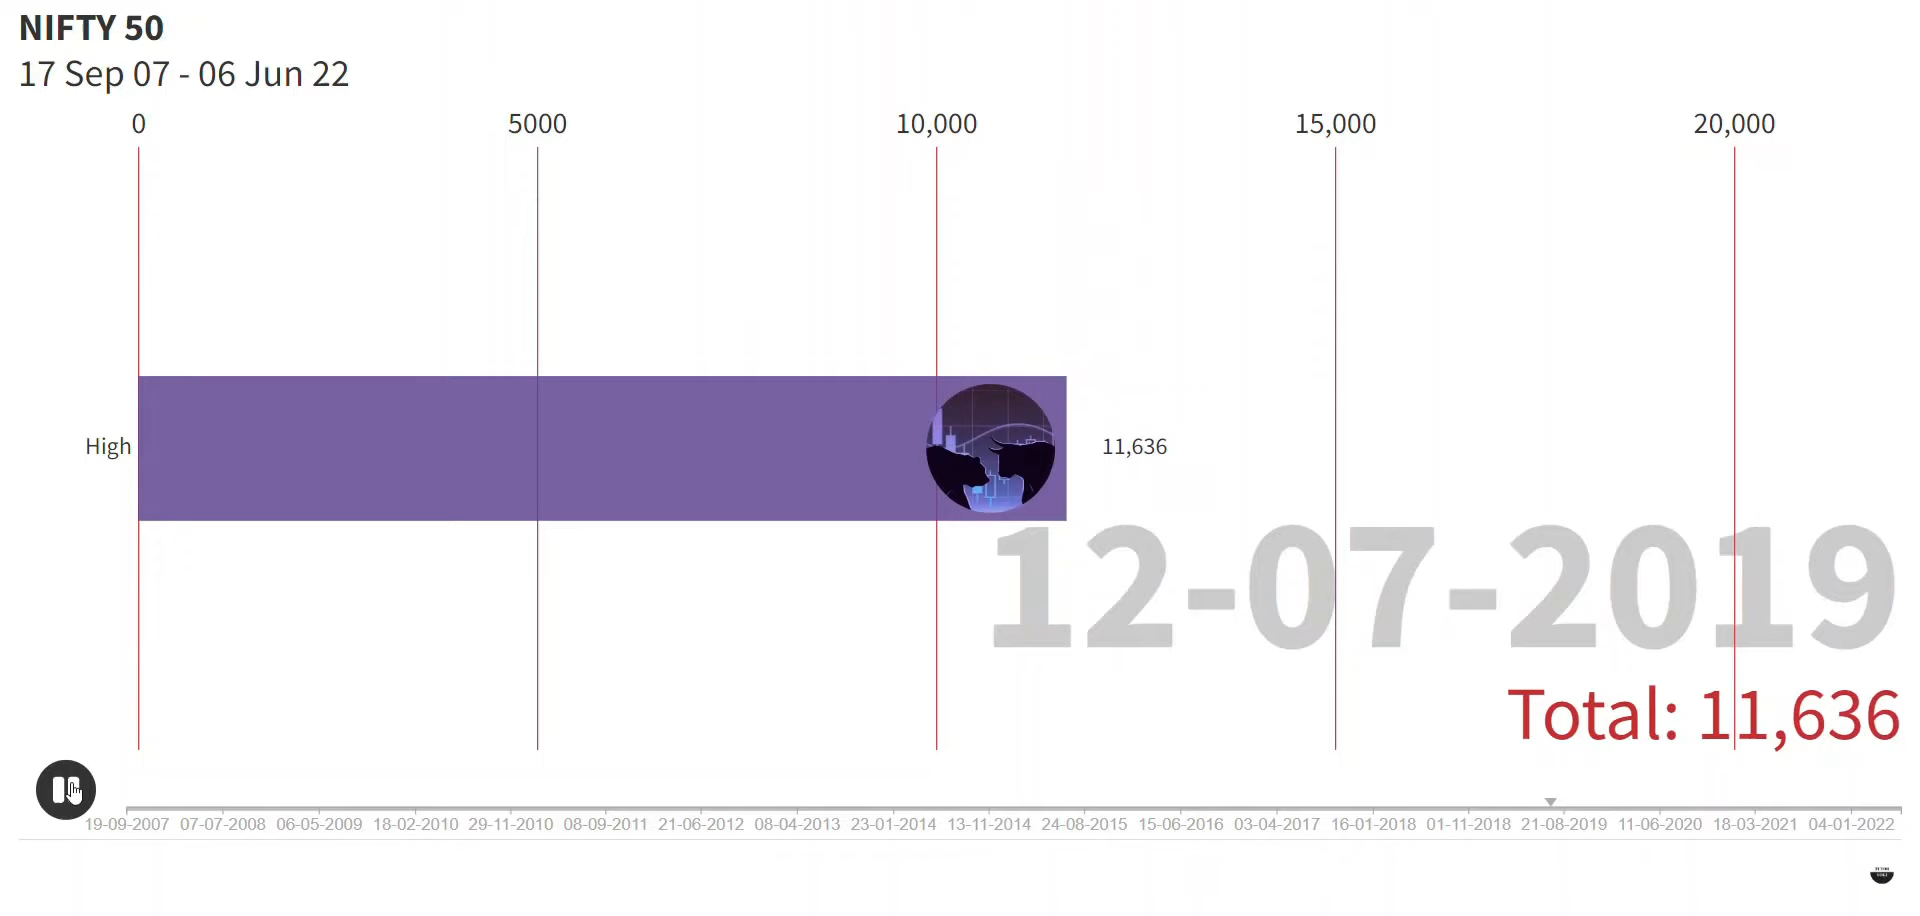 NIFTY 50
17 Sep 07 - 06 Jun 22
0 5000 10,000 15,000 20,000
High 11,636
12-07-2019
Total: 11,636
19-09-2007 07-07-2008 06-05-2009 18-02-2010 29-11-2010 08-09-2011 21-06-2012 08-04-2013 23-01-2014 13-11-2014 24-08-2015 15-06-2016 03-04-2017 16-01-2018 01-11-2018 21-08-2019 11-06-2020 18-03-2021 04-01-2022